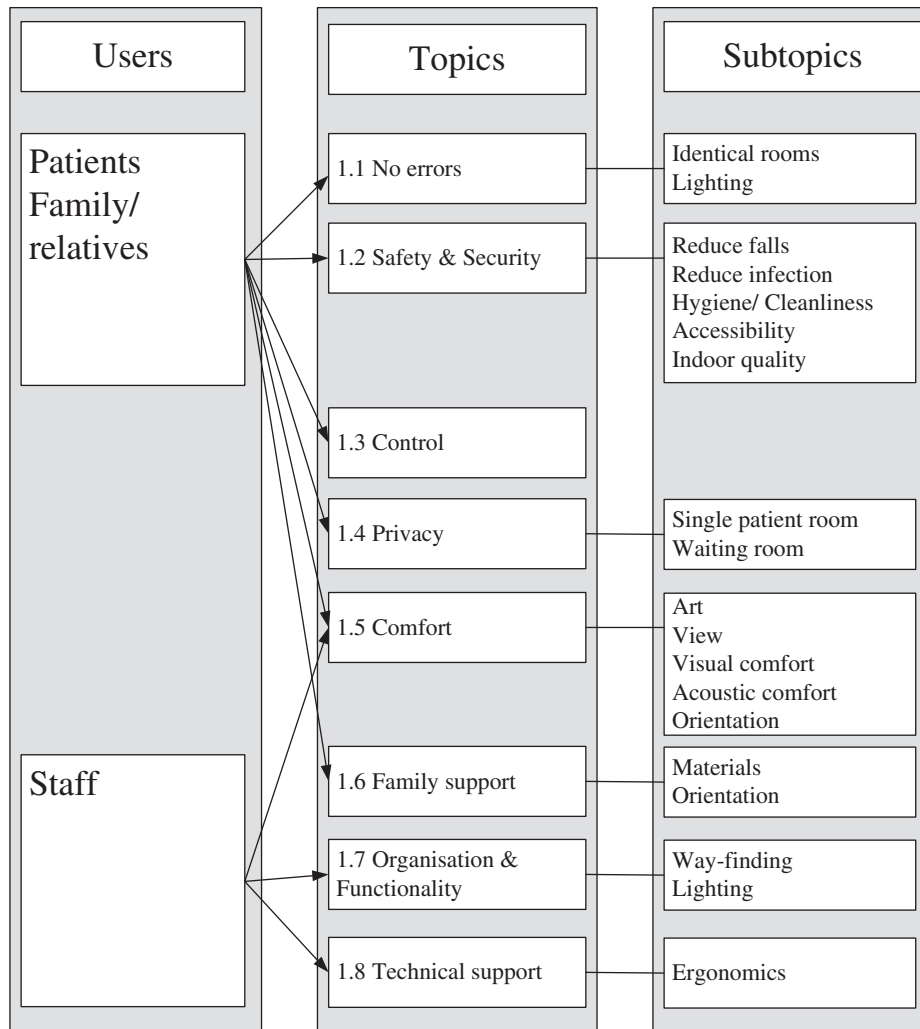 Users
Patients
Family/
relatives
Staff
Topics
1.1 No errors
1.2 Safety & Security
1.3 Control
1.4 Privacy
1.5 Comfort
1.6 Family support
1.7 Organisation &
Functionality
1.8 Technical support
Subtopics
Identical rooms
Lighting
Reduce falls
Reduce infection
Hygiene/ Cleanliness
Accessibility
Indoor quality
Single patient room
Waiting room
Art
View
Visual comfort
Acoustic comfort
Orientation
Materials
Orientation
Way-finding
Lighting
Ergonomics